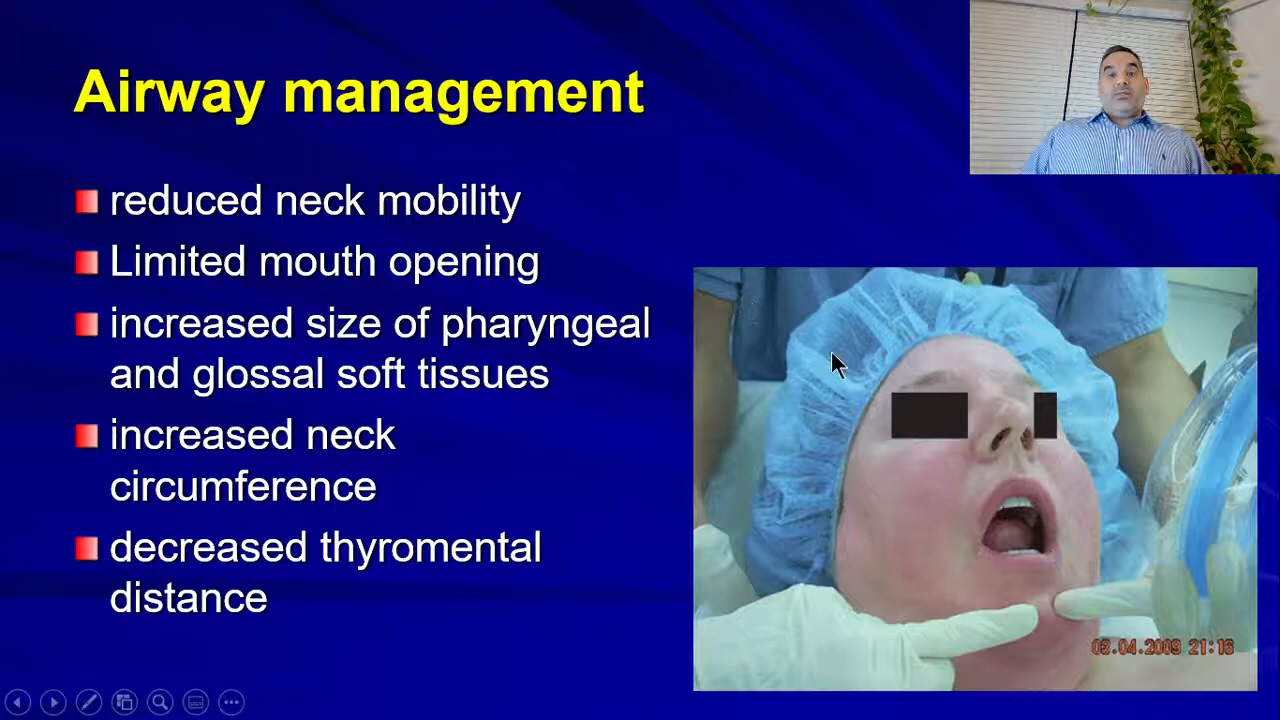 Airway management
reduced neck mobility
Limited mouth opening
increased size of pharyngeal
and glossal soft tissues
increased neck
circumference
decreased thyromental
distance
03.04.2009 21:16